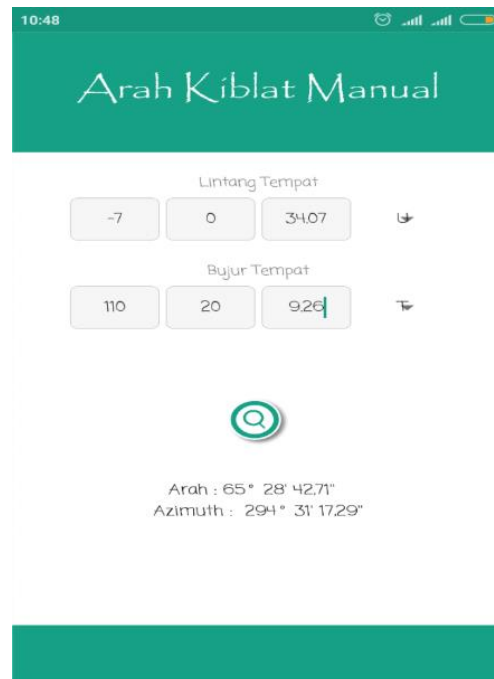 10:48
Arah Kiblat Manual
Lintang Tempat
-7 0 34.07 U
Bujur Tempat
110 20 9.26 T
Arah : 65° 28' 42.71"
Azimuth : 294° 31' 17.29"